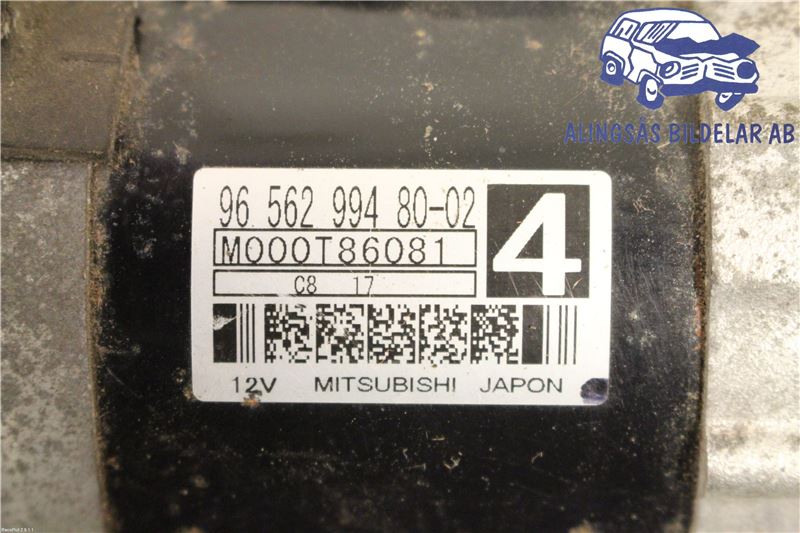 ALINGSÅS BILDELAR AB
96 562 994 80-02
4
M000T86081
C8 17
12V MITSUBISHI JAPON